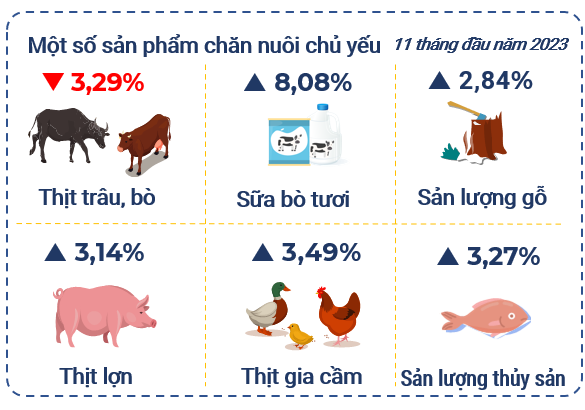 Một số sản phẩm chăn nuôi chủ yếu 11 tháng đầu năm 2023
▼ 3,29% ▲ 8,08% ▲ 2,84%
Thịt trâu, bò Sữa bò tươi Sản lượng gỗ
▲ 3,14% ▲ 3,49% ▲ 3,27%
Thịt lợn Thịt gia cầm Sản lượng thủy sản